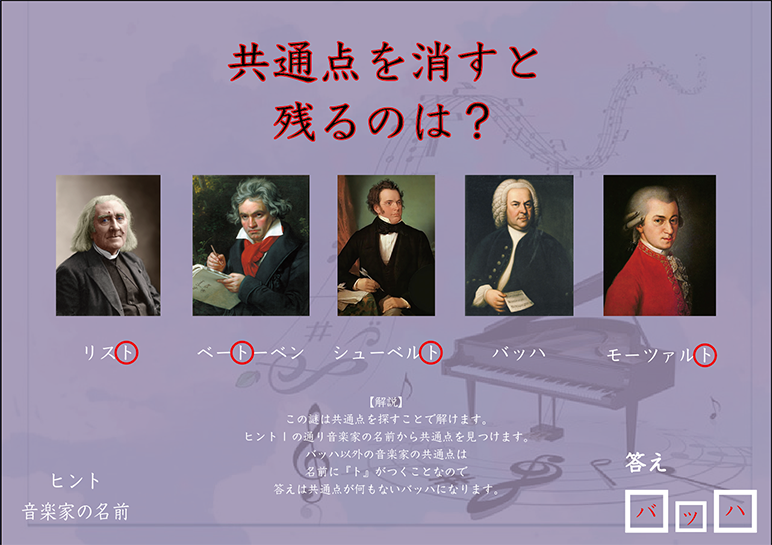 共通点を消すと
残るのは？
リスト
ベートーベン
シューベルト
バッハ
モーツァルト
【解説】
この謎は共通点を探すことで解けます。
ヒント！の通り音楽家の名前から共通点を見つけます。
バッハ以外の音楽家の共通点は
名前に『ト』がつくことなので
答えは共通点が何もないバッハになります。
ヒント
音楽家の名前
答え
バッハ